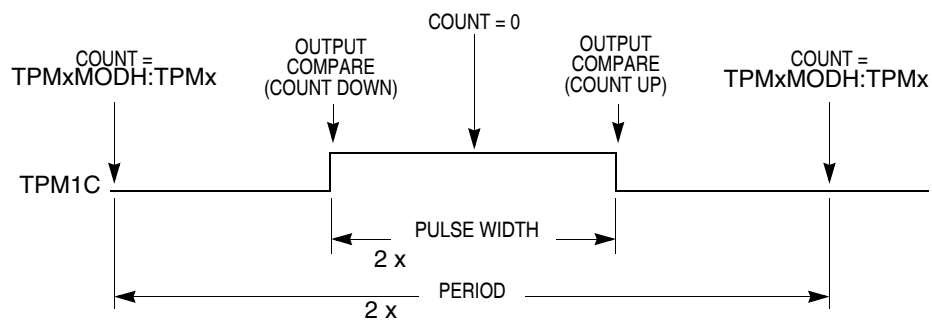 COUNT = 0
COUNT =
TPMxMODH:TPMx
OUTPUT
COMPARE
(COUNT DOWN)
OUTPUT
COMPARE
(COUNT UP)
COUNT =
TPMxMODH:TPMx
TPM1C
PULSE WIDTH
2 x
PERIOD
2 x